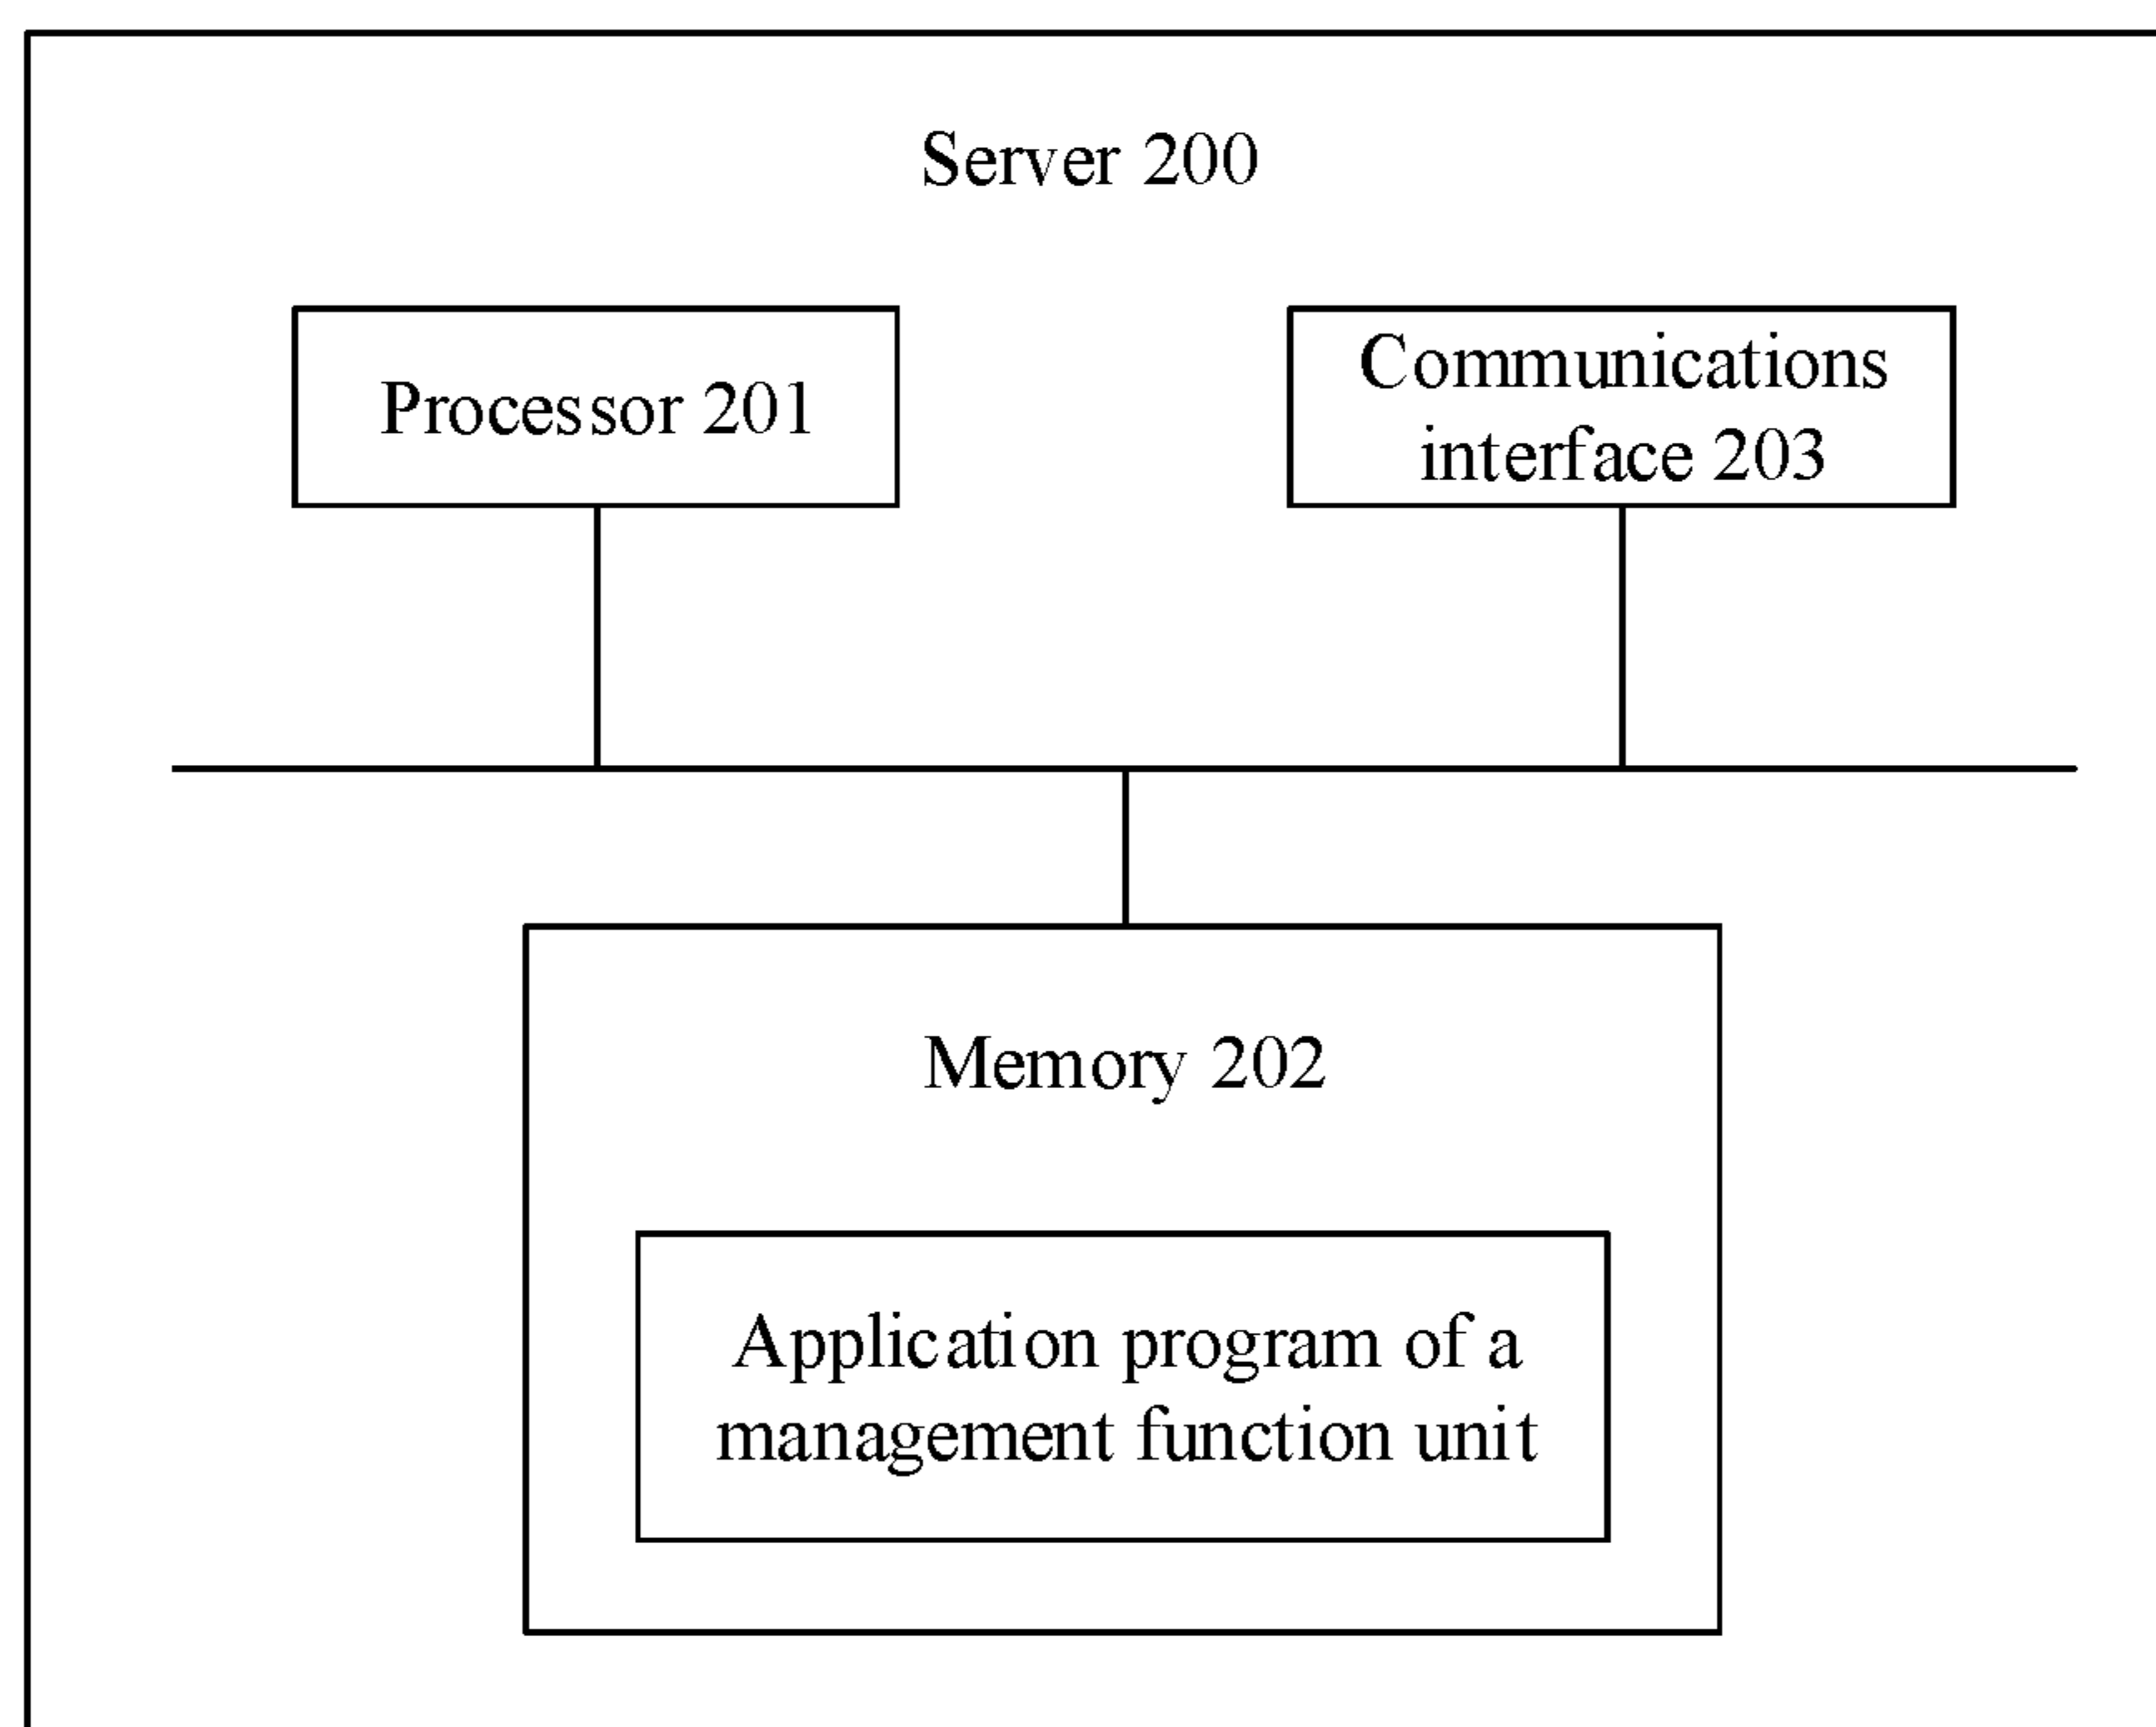 Server 200
Processor 201
Communications
interface 203
Memory 202
Application program of a
management function unit